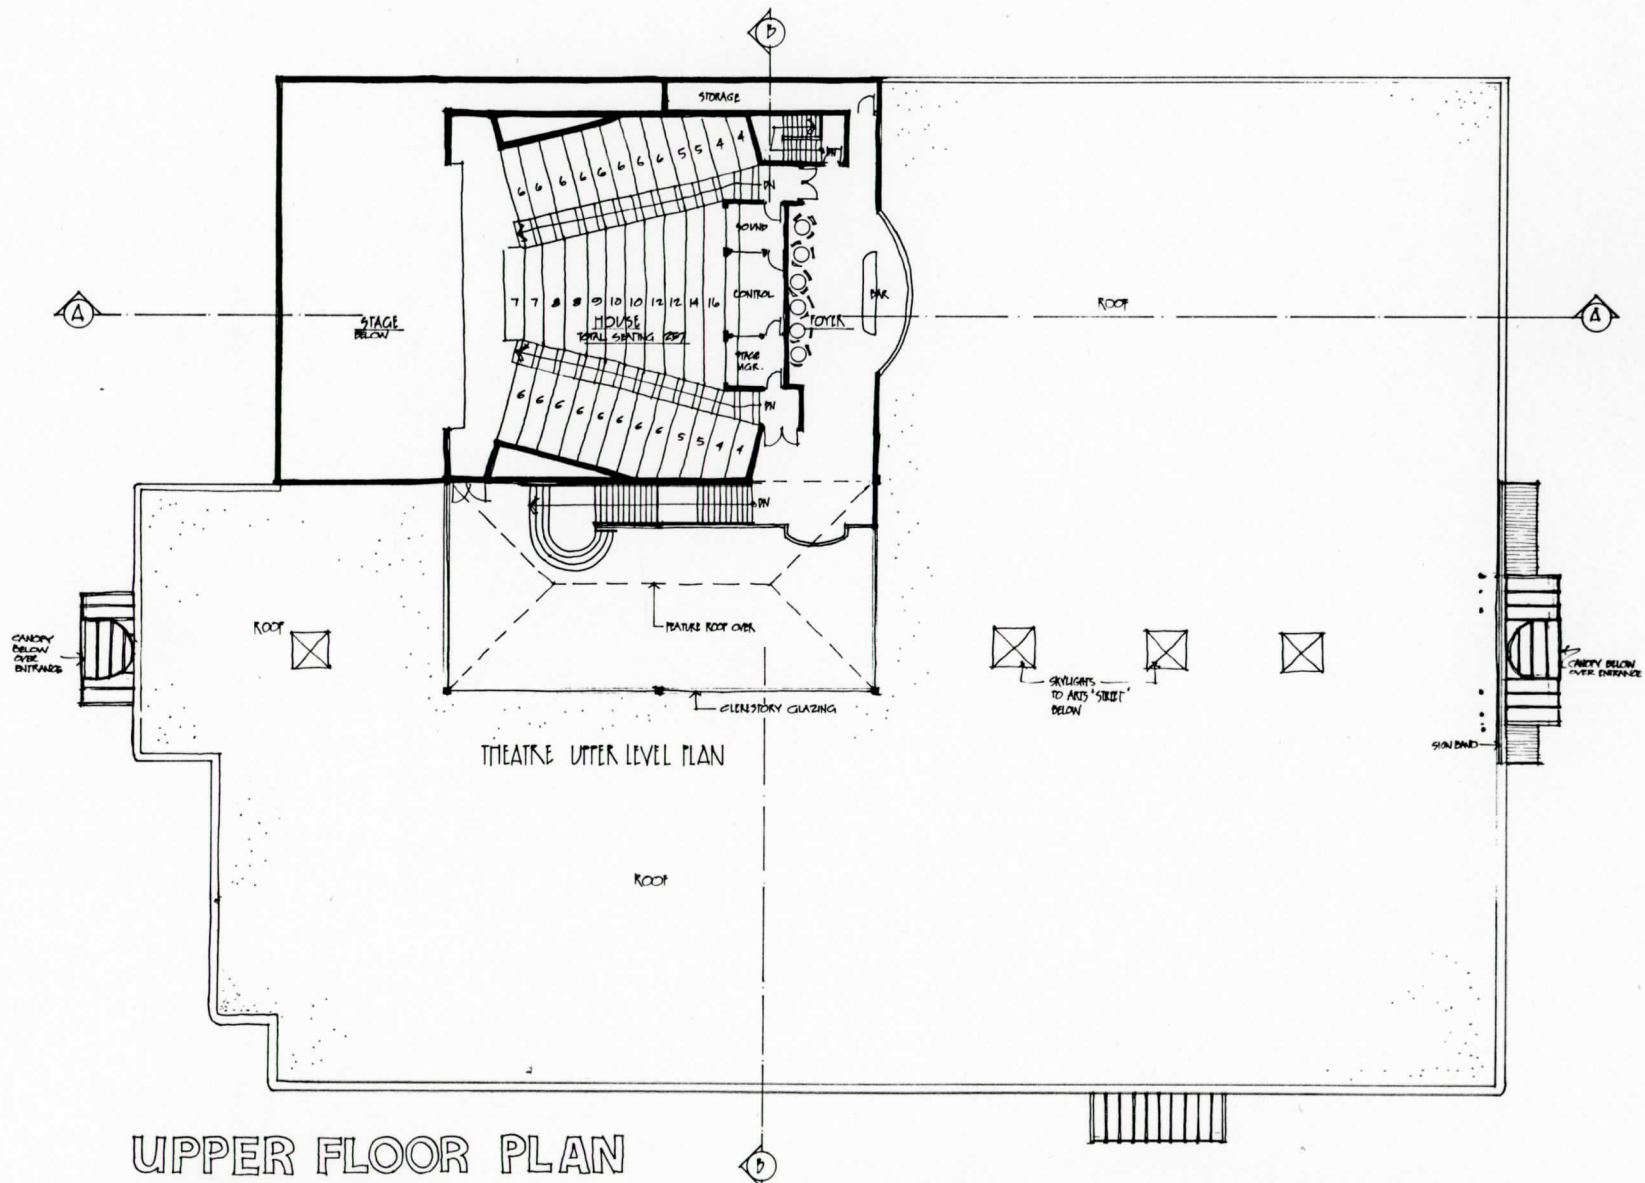 B
STORAGE
6 6 6 6 6 6 6 6 5 5 4 4
DN
DN
SOUND
7 7 8 8 9 10 10 12 12 14 16
CONTROL
BAR
ROOF
A
STAGE
BELOW
HOUSE
TOTAL SEATING 257
FOYER
A
STAGE
MGR.
6 6 6 6 6 6 6 6 5 5 4 4
DN
DN
ROOF
FEATURE ROOF OVER
CANOPY
BELOW
OVER
ENTRANCE
CANOPY BELOW
OVER ENTRANCE
SKYLIGHTS
TO ARTS "STREET"
BELOW
CLERESTORY GLAZING
SIGN BAND
THEATRE UPPER LEVEL PLAN
ROOF
UPPER FLOOR PLAN
B